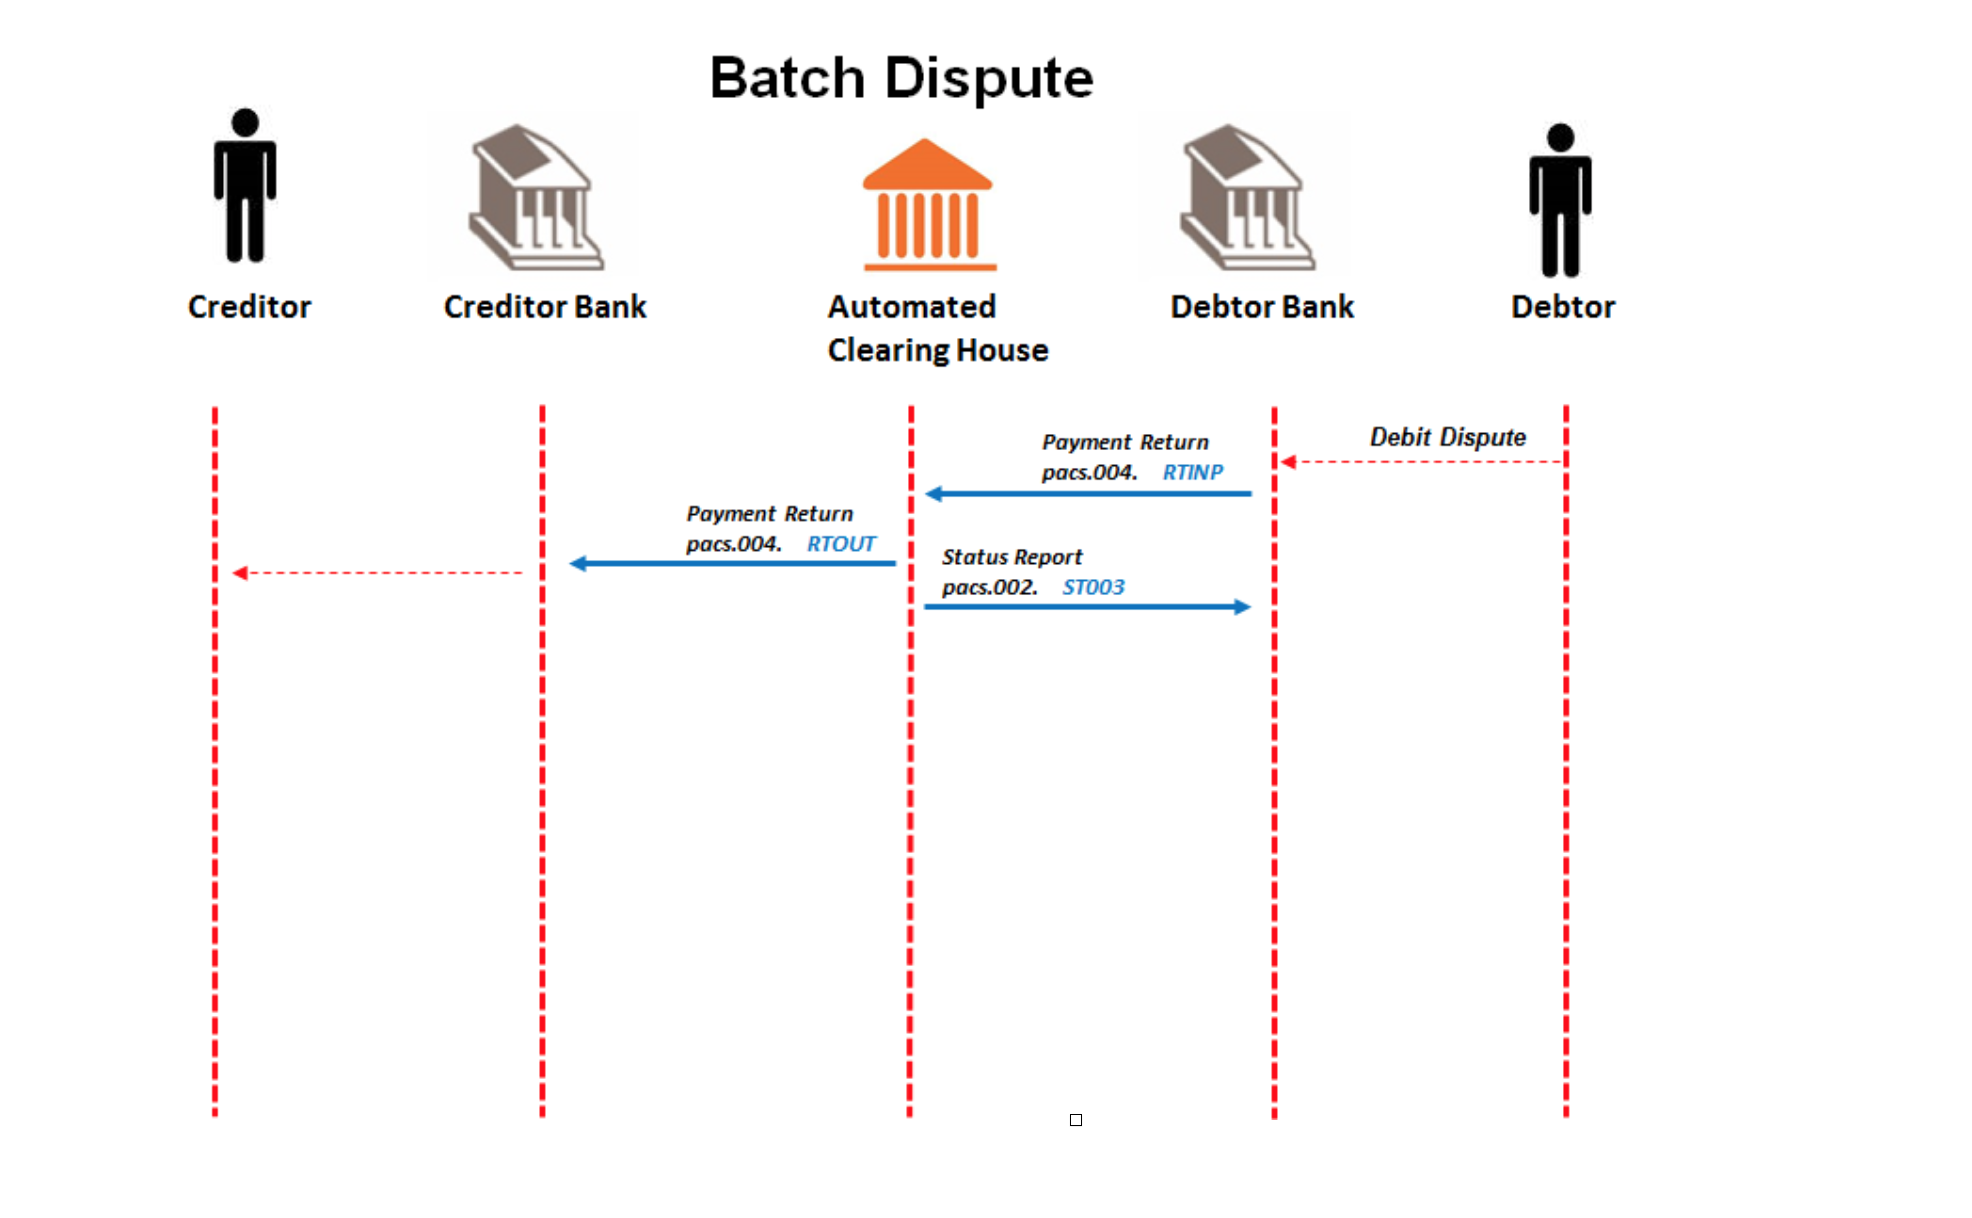 Batch Dispute
Creditor
Creditor Bank
Automated
Clearing House
Debtor Bank
Debtor
Debit Dispute
Payment Return
pacs.004. RTINP
Payment Return
pacs.004. RTOUT
Status Report
pacs.002. ST003